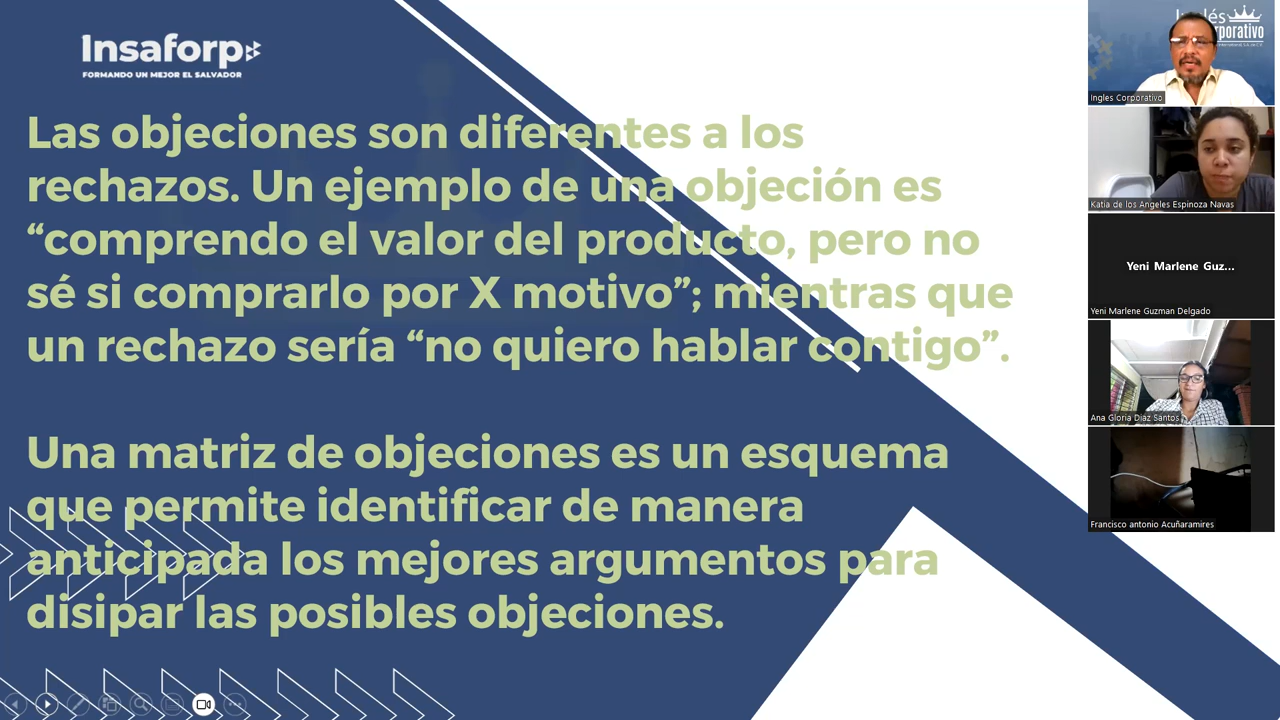 Insaforp
FORMANDO UN MEJOR EL SALVADOR
Las objeciones son diferentes a los
rechazos. Un ejemplo de una objeción es
“comprendo el valor del producto, pero no
sé si comprarlo por X motivo”; mientras que
un rechazo sería “no quiero hablar contigo”.
Una matriz de objeciones es un esquema
que permite identificar de manera
anticipada los mejores argumentos para
disipar las posibles objeciones.
Ingles Corporativo
Katia de los Angeles Espinoza Navas
Yeni Marlene Guz...
Yeni Marlene Guzman Delgado
Ana Gloria Diaz Santos
Francisco antonio Acuñaramires